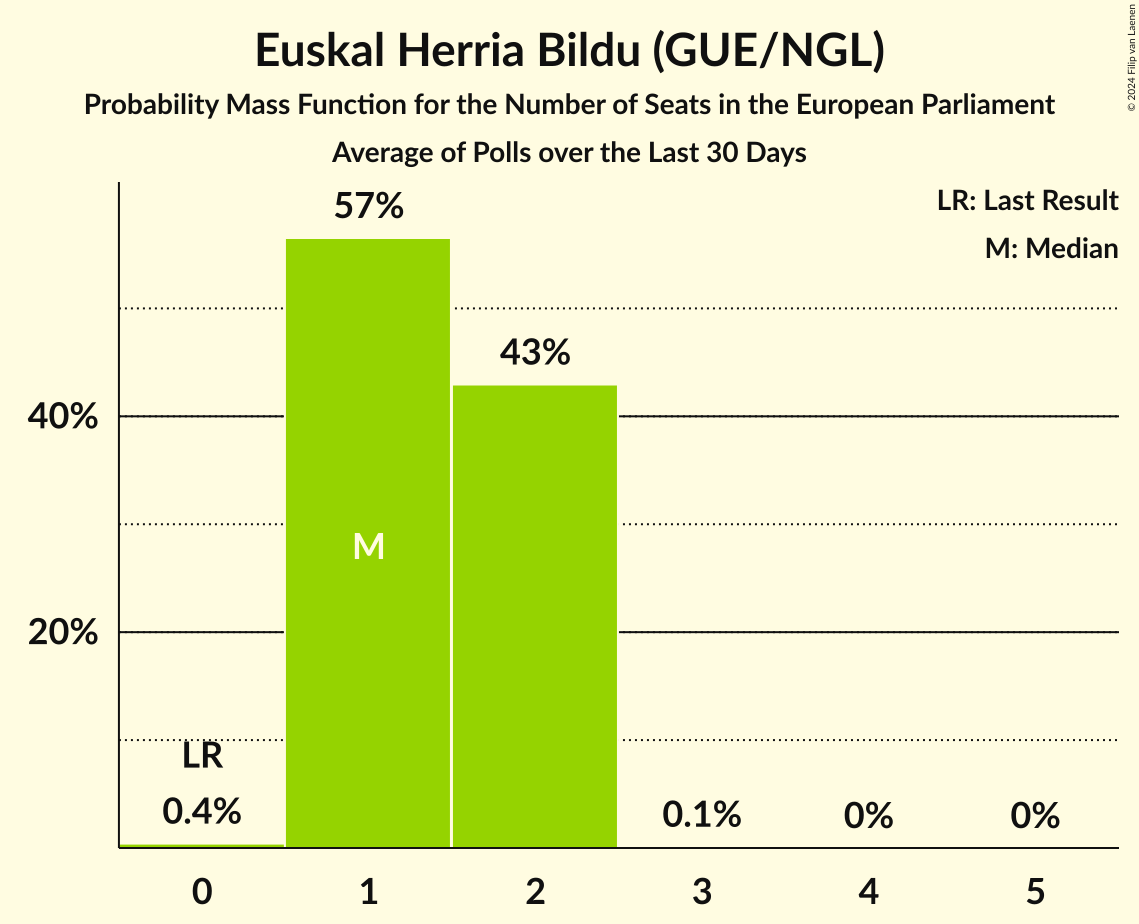 Euskal Herria Bildu (GUE/NGL)
Probability Mass Function for the Number of Seats in the European Parliament
Average of Polls over the Last 30 Days
© 2024 Filip van Laenen
LR: Last Result
M: Median
57%
43%
40%
M
20%
LR
0.4%
0.1%
0%
0%
0 1 2 3 4 5